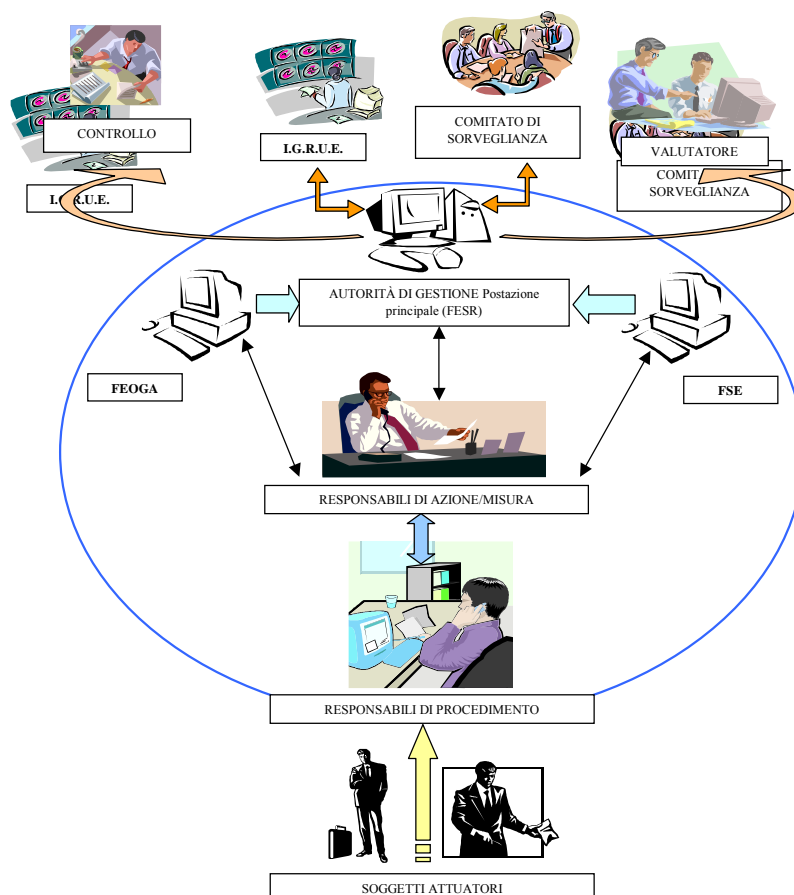 CONTROLLO
I.G.R.U.E.
COMITATO DI
SORVEGLIANZA
VALUTATORE
SORVEGLIANZA
AUTORITÀ DI GESTIONE Postazione
principale (FESR)
FEOGA
FSE
RESPONSABILI DI AZIONE/MISURA
RESPONSABILI DI PROCEDIMENTO
SOGGETTI ATTUATORI